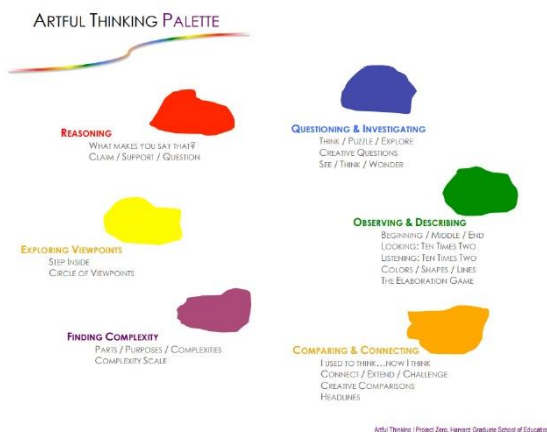 ARTFUL THINKING PALETTE
REASONING
WHAT MAKES YOU SAY THAT?
CLAIM / SUPPORT / QUESTION
QUESTIONING & INVESTIGATING
THINK / PUZZLE / EXPLORE
CREATIVE QUESTIONS
SEE / THINK / WONDER
EXPLORING VIEWPOINTS
STEP INSIDE
CIRCLE OF VIEWPOINTS
OBSERVING & DESCRIBING
BEGINNING / MIDDLE / END
LOOKING: TEN TIMES TWO
LISTENING: TEN TIMES TWO
COLORS / SHAPES / LINES
THE ELABORATION GAME
FINDING COMPLEXITY
PARTS / PURPOSES / COMPLEXITIES
COMPLEXITY SCALE
COMPARING & CONNECTING
I USED TO THINK...NOW I THINK
CONNECT / EXTEND / CHALLENGE
CREATIVE COMPARISONS
HEADLINES
Artful Thinking | Project Zero, Harvard Graduate School of Educatio